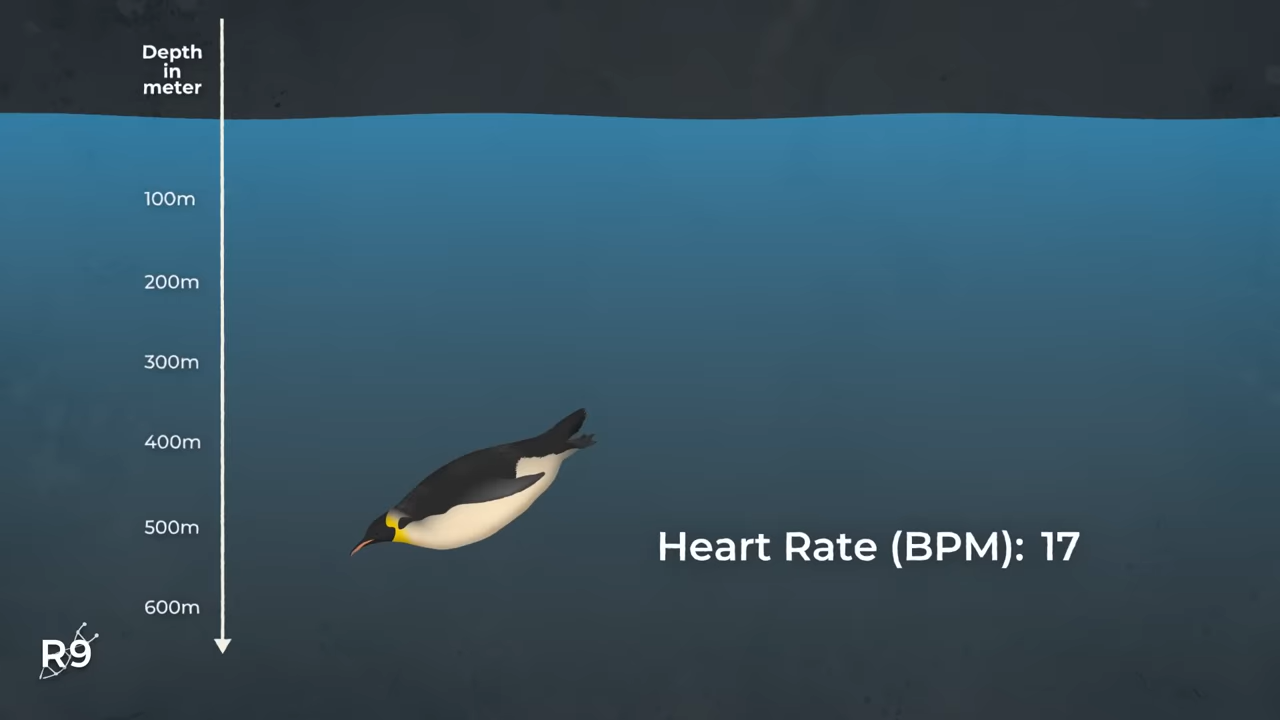 Depth
in
meter
100m
200m
300m
400m
500m
600m
Heart Rate (BPM): 17
R9